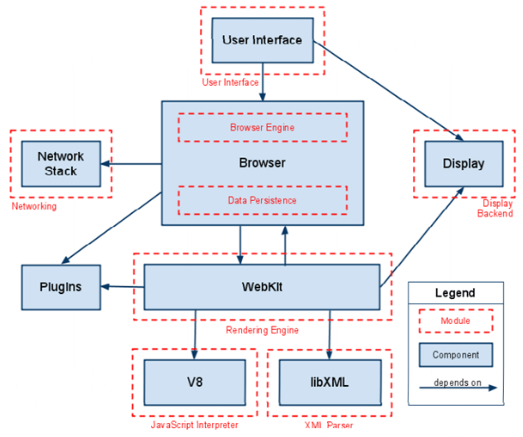 User Interface
User Interface
Browser Engine
Browser
Data Persistence
Network
Stack
Networking
Display
Display
Backend
PlugIns
WebKit
Rendering Engine
V8
JavaScript Interpreter
libXML
XML Parser
Legend
Module
Component
depends on